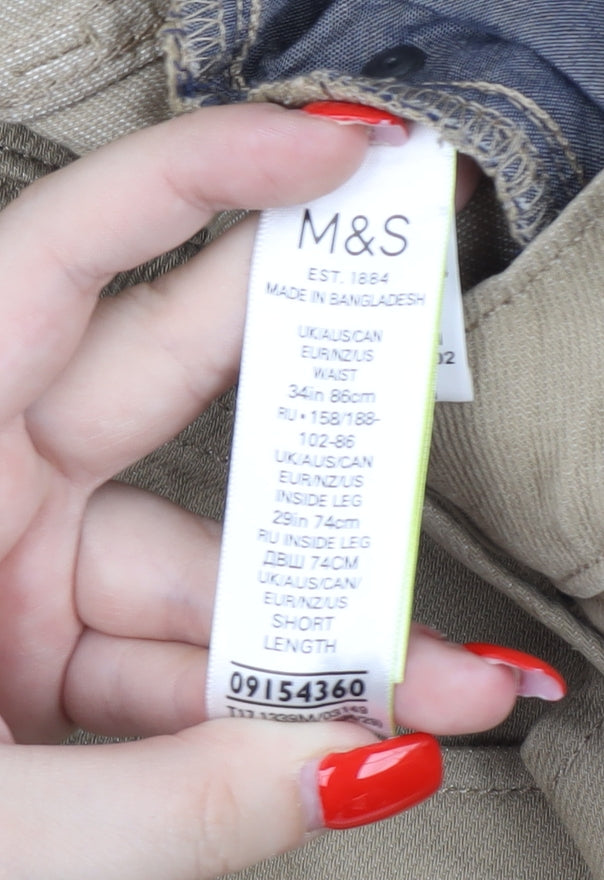 M&S
EST. 1884
MADE IN BANGLADESH
UK/AUS/CAN
EUR/NZ/US
WAIST
34in 86cm
RU • 158/188-
102-86
UK/AUS/CAN
EUR/NZ/US
INSIDE LEG
29in 74cm
RU INSIDE LEG
ДВШ 74СМ
UK/AUS/CAN/
EUR/NZ/US
SHORT
LENGTH
09154360